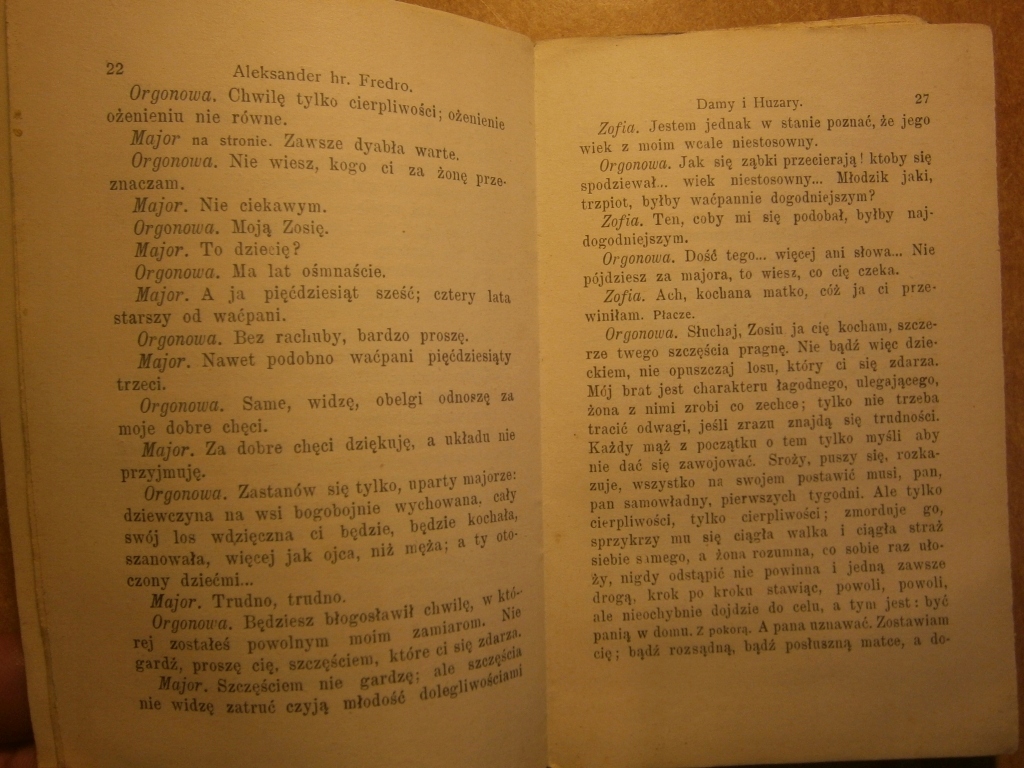 22
Aleksander hr. Fredro.
Orgonowa. Chwilę tylko cierpliwości; ożenienie
ożenieniu nie równe.
Major na stronie. Zawsze dyabła warte.
Orgonowa. Nie wiesz, kogo ci za żonę prze-
znaczam.
Major. Nie ciekawym.
Orgonowa. Moją Zosię.
Major. To dziecię?
Orgonowa. Ma lat ośmnaście.
Major. A ja pięćdziesiąt sześć; cztery lata
starszy od waćpani.
Orgonowa. Bez rachuby, bardzo proszę.
Major. Nawet podobno waćpani pięćdziesiąty
trzeci.
Orgonowa. Same, widzę, obelgi odnoszę za
moje dobre chęci.
Major. Za dobre chęci dziękuję, a układu nie
przyjmuję.
Orgonowa. Zastanów się tylko, uparty majorze:
dziewczyna na wsi bogobojnie wychowana, cały
swój los wdzięczna ci będzie, będzie kochała,
szanowała, więcej jak ojca, niż męża; a ty oto-
czony dziećmi...
Major. Trudno, trudno.
Orgonowa. Będziesz błogosławił chwilę, w któ-
rej zostałeś powolnym moim zamiarom. Nie
gardź, proszę cię, szczęściem, które ci się zdarza.
Major. Szczęściem nie gardzę; ale szczęścia
nie widzę zatruć czyją młodość dolegliwościami
Damy i Huzary.
27
Zofia. Jestem jednak w stanie poznać, że jego
wiek z moim wcale niestosowny.
Orgonowa. Jak się ząbki przecierają! ktoby się
spodziewał... wiek niestosowny... Młodzik jaki,
trzpiot, byłby waćpannie dogodniejszym?
Zofia. Ten, coby mi się podobał, byłby naj-
dogodniejszym.
Orgonowa. Dość tego... więcej ani słowa... Nie
pójdziesz za majora, to wiesz, co cię czeka.
Zofia. Ach, kochana matko, cóż ja ci prze-
winiłam. Płacze.
Orgonowa. Słuchaj, Zosiu ja cię kocham, szcze-
rze twego szczęścia pragnę. Nie bądź więc dzie-
ckiem, nie opuszczaj losu, który ci się zdarza.
Mój brat jest charakteru łagodnego, ulegającego,
żona z nimi zrobi co zechce; tylko nie trzeba
tracić odwagi, jeśli zrazu znajdą się trudności.
Każdy mąż z początku o tem tylko myśli aby
nie dać się zawojować. Sroży, puszy się, rozka-
zuje, wszystko na swojem postawić musi, pan,
pan samowładny, pierwszych tygodni. Ale tylko
cierpliwości, tylko cierpliwości; zmorduje go,
sprzykrzy mu się ciągła walka i ciągła straż
siebie samego, a żona rozumna, co sobie raz uło-
ży, nigdy odstąpić nie powinna i jedną zawsze
drogą, krok po kroku stawiąc, powoli, powoli,
ale nieochybnie dojdzie do celu, a tym jest: być
panią w domu. Z pokorą. A pana uznawać. Zostawiam
cię; bądź rozsądną, bądź posłuszną matce, a do-